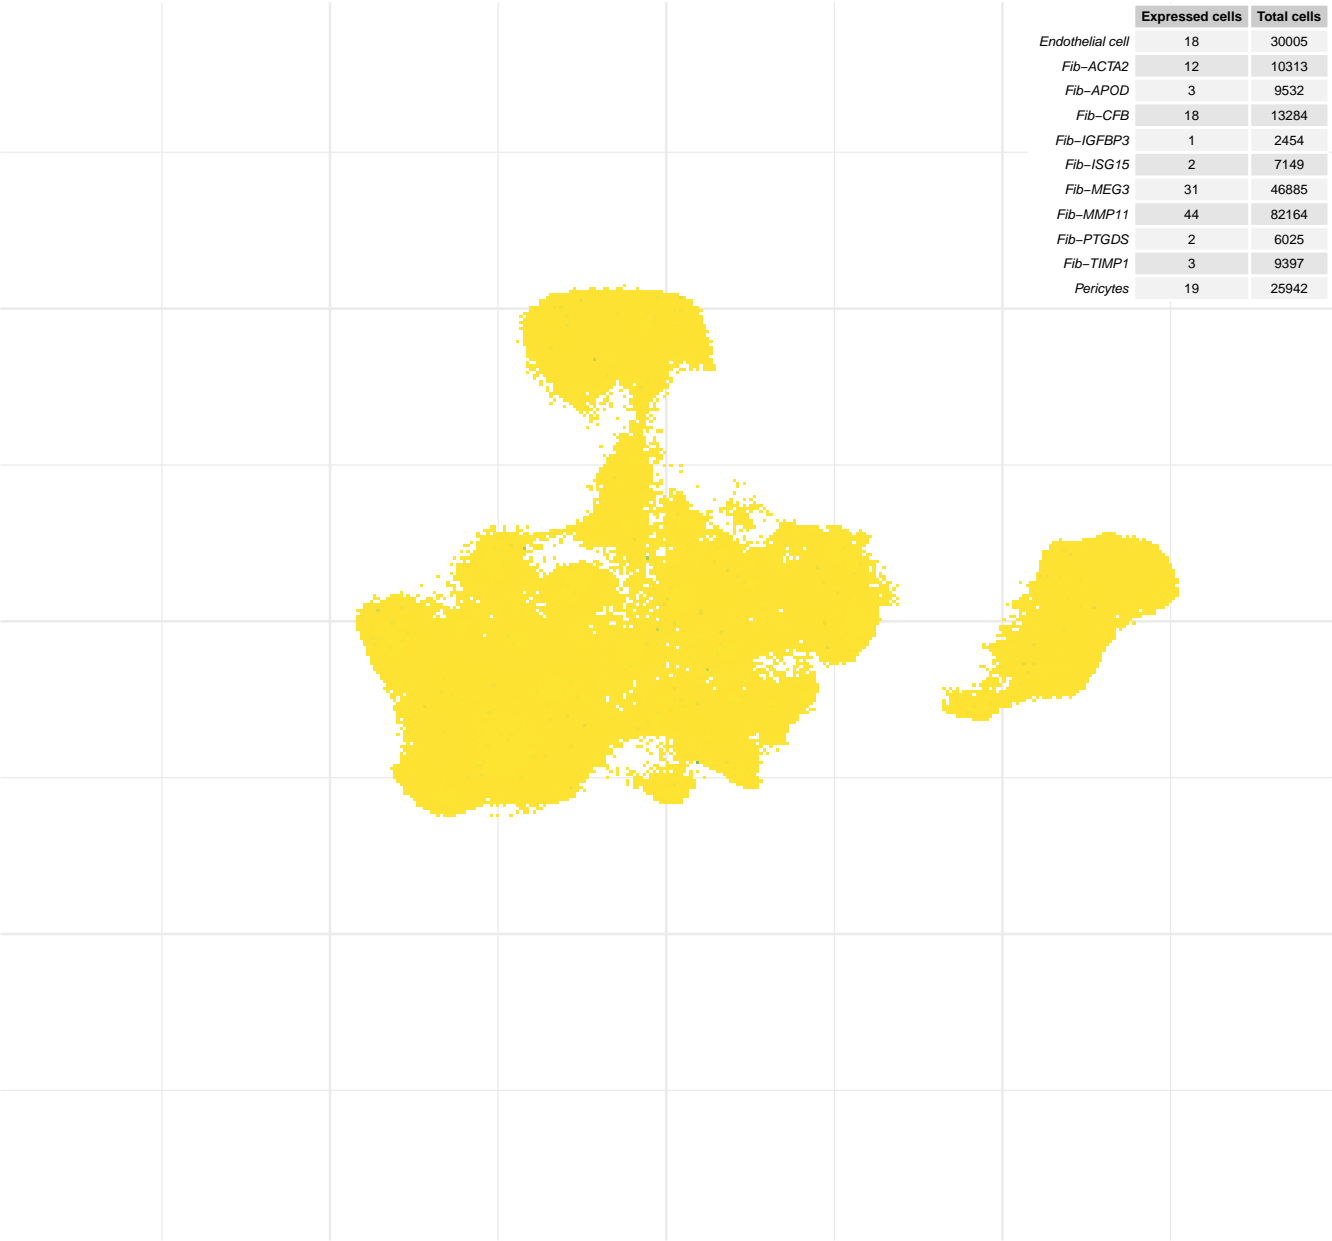 Expressed cells Total cells
Endothelial cell 18 30005
Fib−ACTA2 12 10313
Fib−APOD 3 9532
Fib−CFB 18 13284
Fib−IGFBP3 1 2454
Fib−ISG15 2 7149
Fib−MEG3 31 46885
Fib−MMP11 44 82164
Fib−PTGDS 2 6025
Fib−TIMP1 3 9397
Pericytes 19 25942